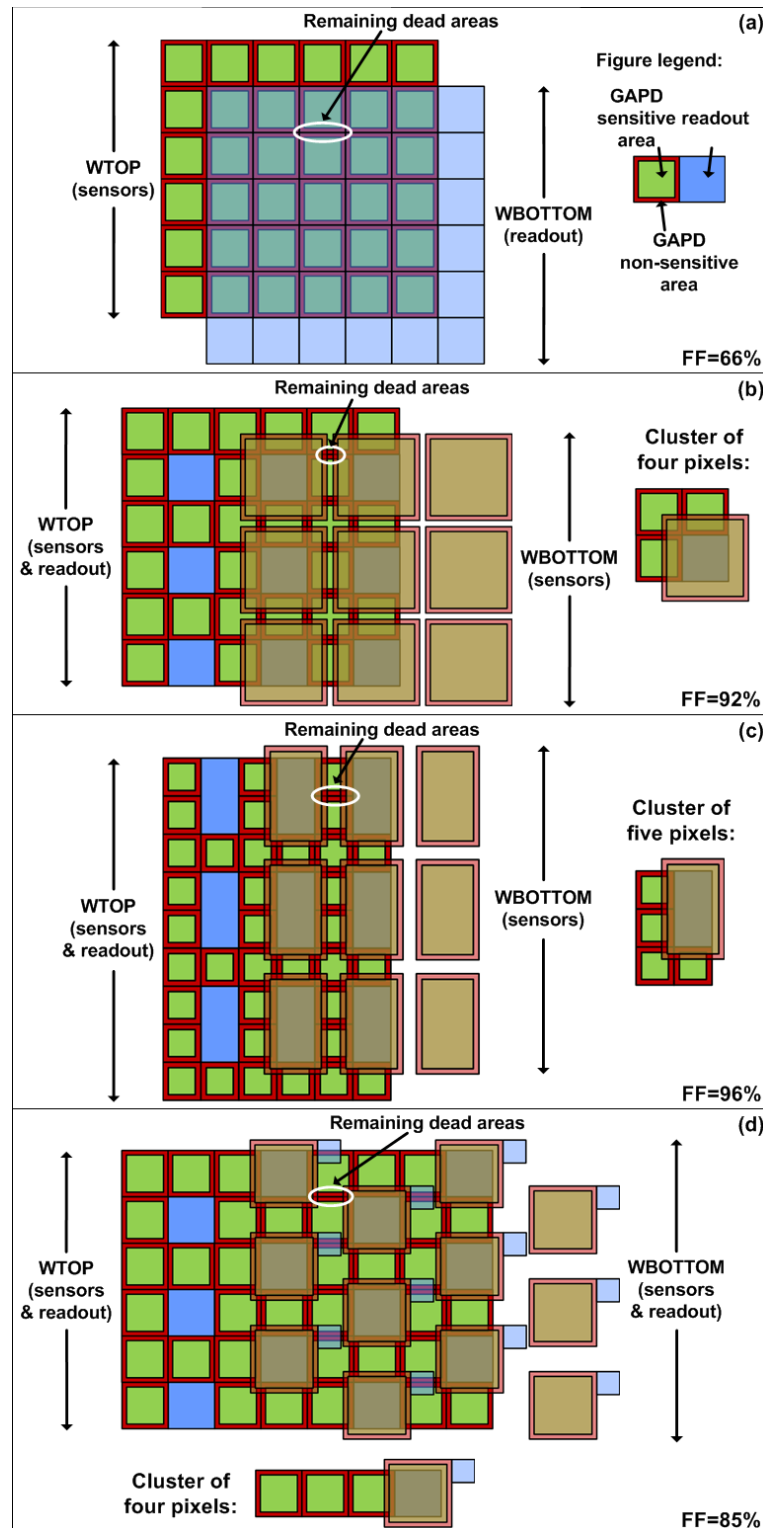 Remaining dead areas
(a)
Figure legend:
GAPD
sensitive readout
area
area
WTOP
(sensors)
WBOTTOM
(readout)
GAPD
non-sensitive
area
FF=66%
Remaining dead areas
(b)
Cluster of
four pixels:
WTOP
(sensors
& readout)
WBOTTOM
(sensors)
FF=92%
Remaining dead areas
(c)
Cluster of
five pixels:
WTOP
(sensors
& readout)
WBOTTOM
(sensors)
FF=96%
Remaining dead areas
(d)
WTOP
(sensors
& readout)
WBOTTOM
(sensors
& readout)
Cluster of
four pixels:
FF=85%